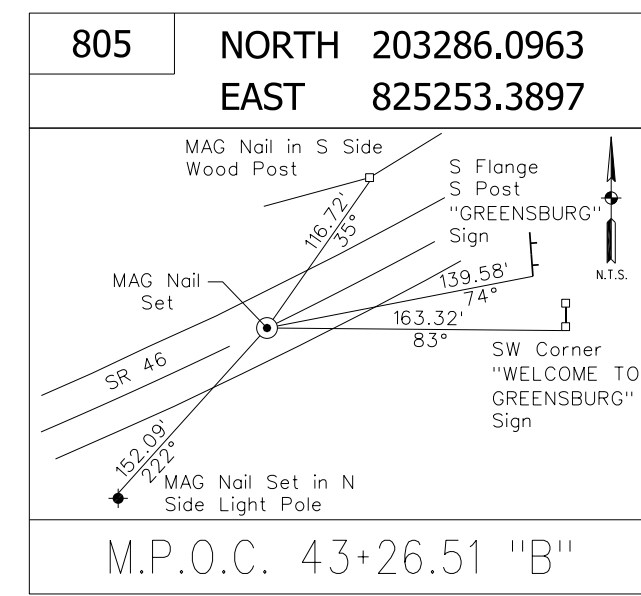 805
NORTH 203286.0963
EAST 825253.3897
MAG Nail in S Side
Wood Post
S Flange
S Post
"GREENSBURG"
Sign
N.T.S.
116.72'
35°
MAG Nail
Set
139.58'
74°
163.32'
83°
SW Corner
"WELCOME TO
GREENSBURG"
Sign
SR 46
152.09'
222°
MAG Nail Set in N
Side Light Pole
M.P.O.C. 43+26.51 "B"